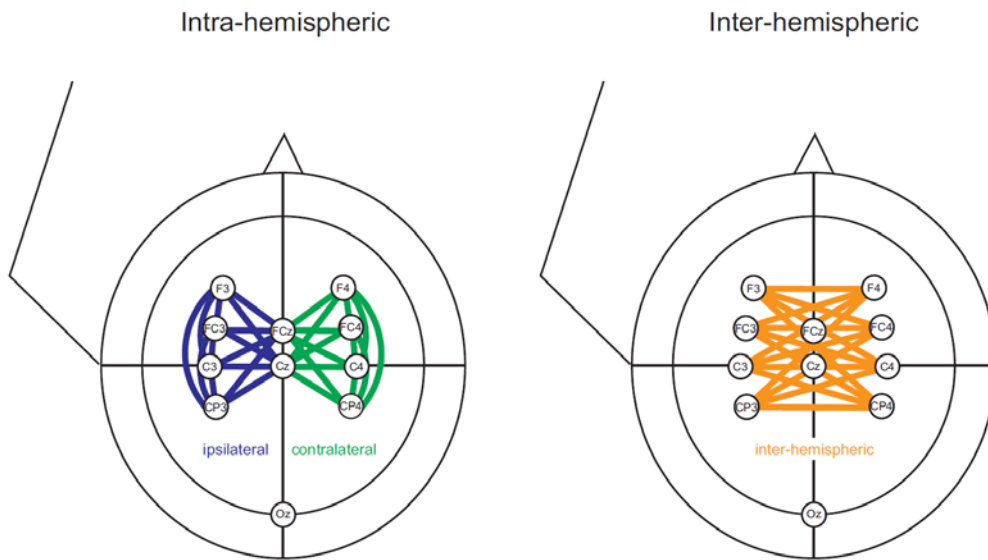 Intra-hemispheric
Inter-hemispheric
F3
F4
FC3
FCz
FC4
C3
Cz
C4
CP3
CP4
ipsilateral
contralateral
Oz
F3
F4
FC3
FCz
FC4
C3
Cz
C4
CP3
CP4
inter-hemispheric
Oz